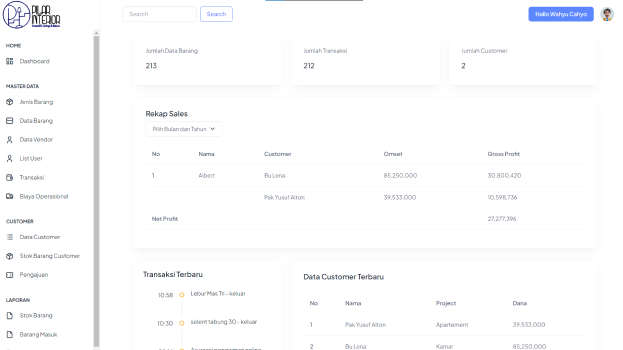 PILAR
INTERIOR
Search
Search
Hallo Wahyu Cahyo
HOME
Dashboard
MASTER DATA
Jenis Barang
Data Barang
Data Vendor
List User
Transaksi
Biaya Operasional
CUSTOMER
Data Customer
Stok Barang Customer
Pengajuan
LAPORAN
Stok Barang
Barang Masuk
Jumlah Data Barang
213
Jumlah Transaksi
212
Jumlah Customer
2
Rekap Sales
Pilih Bulan dan Tahun
No Nama Customer Omset Gross Profit
1 Albert Bu Lena 85,250,000 30,800,420
Pak Yusuf Alton 39,533,000 10,598,736
Net Profit 27,277,396
Transaksi Terbaru
10:58 Lebur Mas Tri - keluar
10:30 selent tabung 30 - keluar
Data Customer Terbaru
No Nama Project Dana
1 Pak Yusuf Alton Apartement 39,533,000
2 Bu Lena Kamar 85,250,000